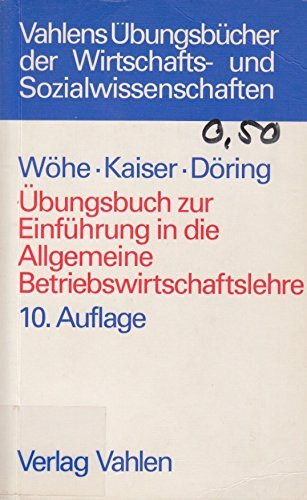 Vahlens Übungsbücher
der Wirtschafts- und
Sozialwissenschaften
0,50
Wöhe · Kaiser · Döring
Übungsbuch zur
Einführung in die
Allgemeine
Betriebswirtschaftslehre
10. Auflage
Verlag Vahlen